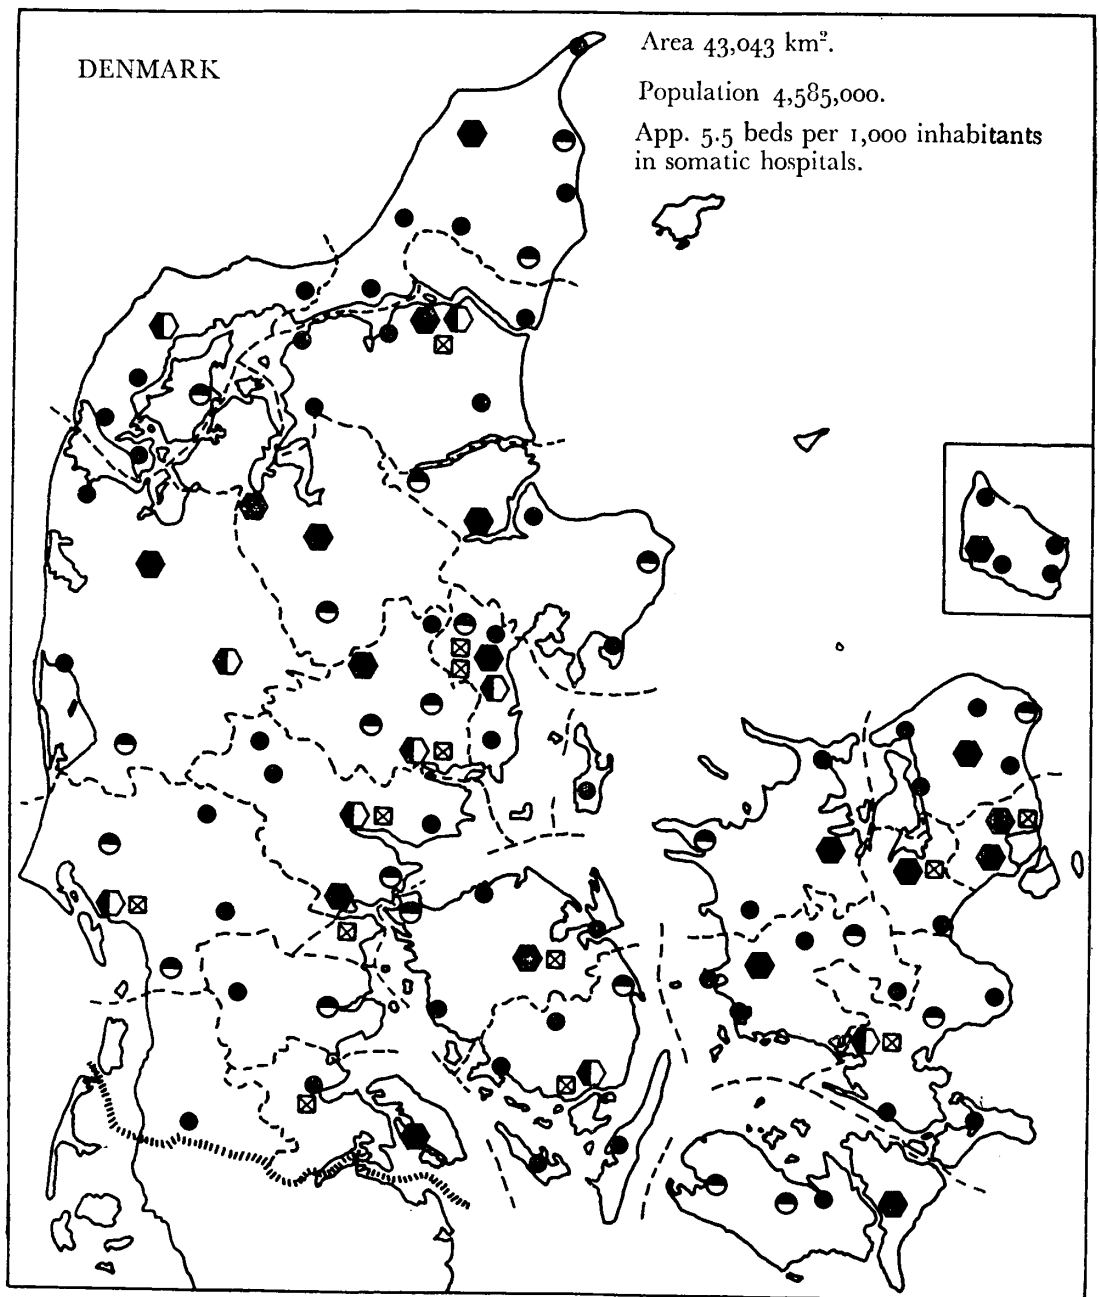 DENMARK
Area 43,043 km².
Population 4,585,000.
App. 5.5 beds per 1,000 inhabitants
in somatic hospitals.